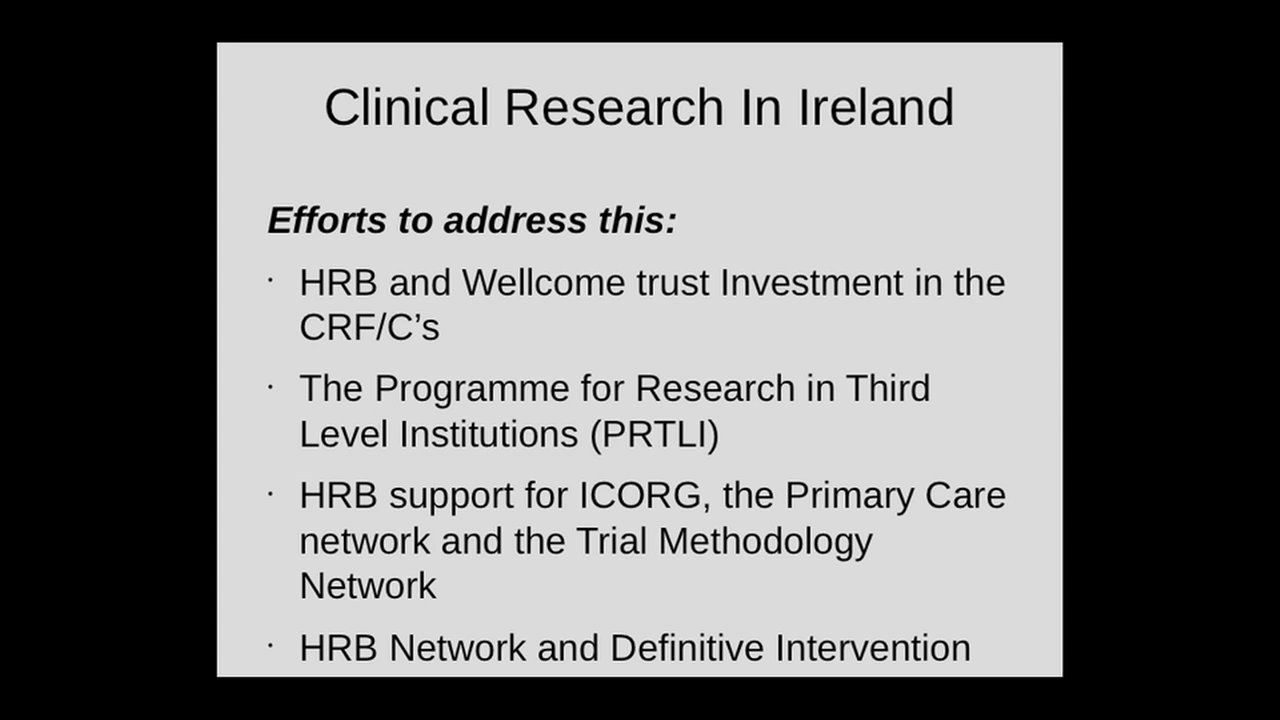 Clinical Research In Ireland
Efforts to address this:
· HRB and Wellcome trust Investment in the
CRF/C’s
· The Programme for Research in Third
Level Institutions (PRTLI)
· HRB support for ICORG, the Primary Care
network and the Trial Methodology
Network
· HRB Network and Definitive Intervention